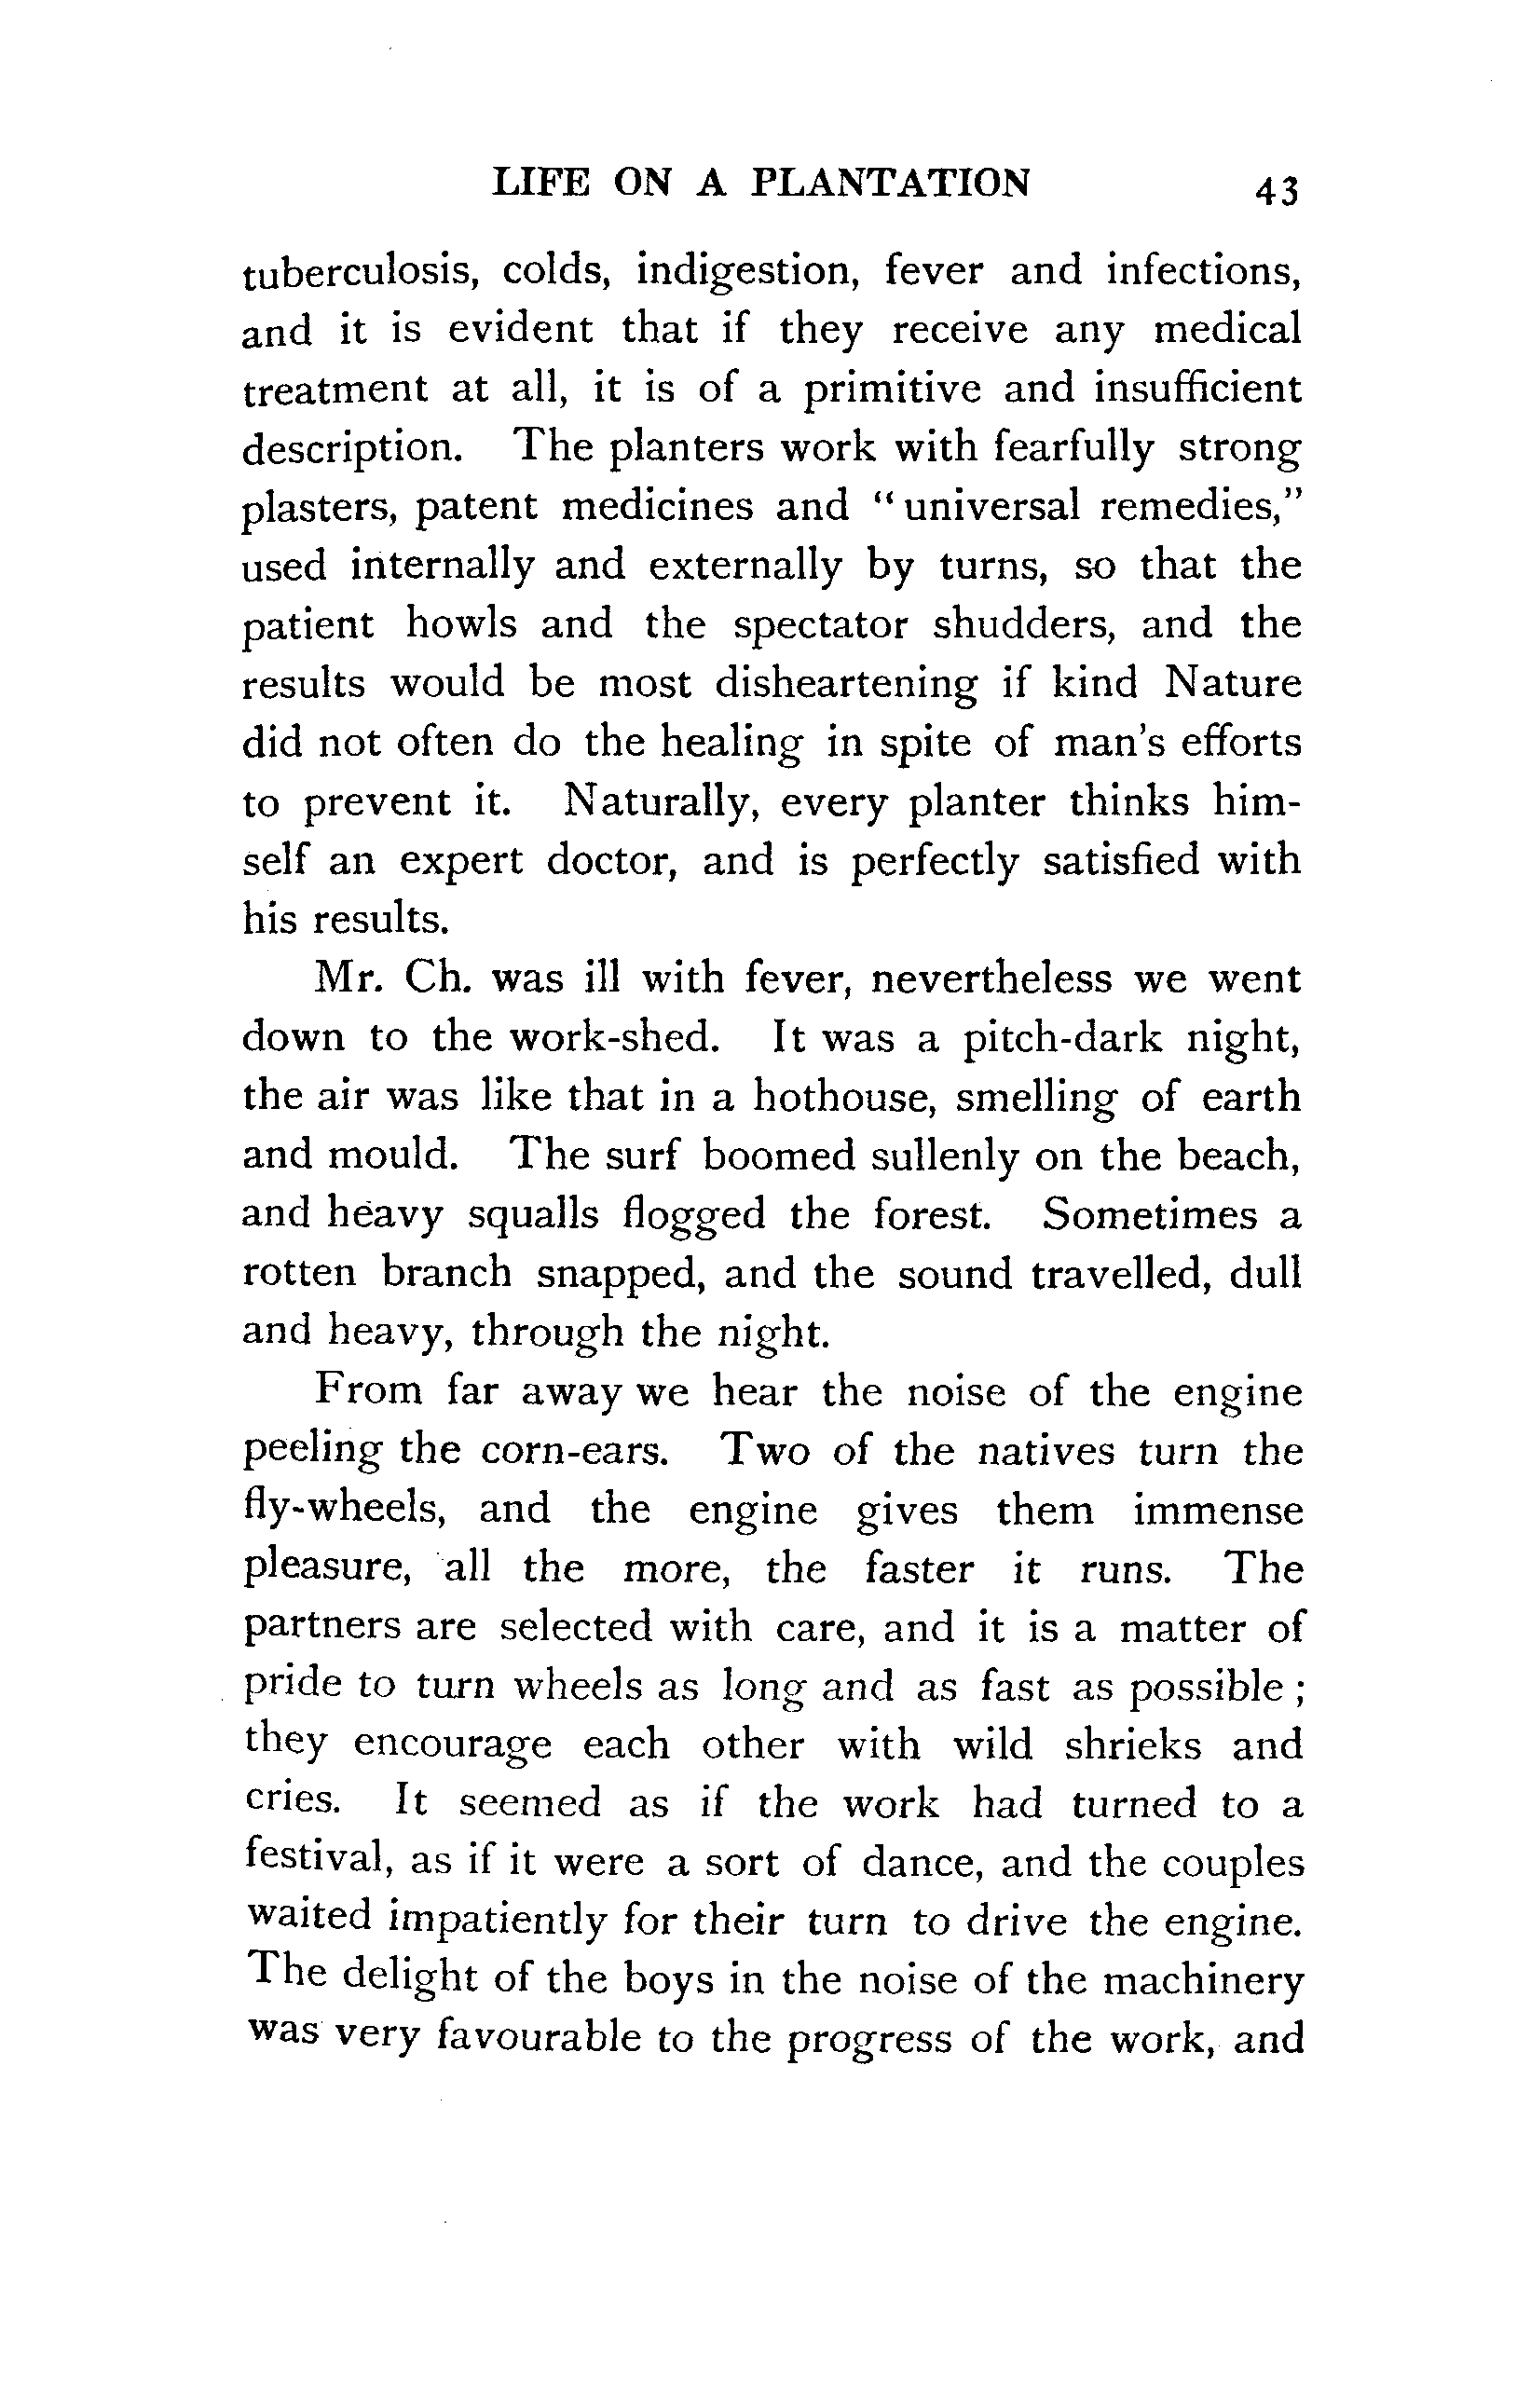 LIFE ON A PLANTATION 43
tuberculosis, colds, indigestion, fever and infections,
and it is evident that if they receive any medical
treatment at all, it is of a primitive and insufficient
description. The planters work with fearfully strong
plasters, patent medicines and “ universal remedies,”
used internally and externally by turns, so that the
patient howls and the spectator shudders, and the
results would be most disheartening if kind Nature
did not often do the healing in spite of man's efforts
to prevent it. Naturally, every planter thinks him-
self an expert doctor, and is perfectly satisfied with
his results.
Mr. Ch. was ill with fever, nevertheless we went
down to the work-shed. It was a pitch-dark night,
the air was like that in a hothouse, smelling of earth
and mould. The surf boomed sullenly on the beach,
and heavy squalls flogged the forest. Sometimes a
rotten branch snapped, and the sound travelled, dull
and heavy, through the night.
From far away we hear the noise of the engine
peeling the corn-ears. Two of the natives turn the
fly-wheels, and the engine gives them immense
pleasure, all the more, the faster it runs. The
partners are selected with care, and it is a matter of
pride to turn wheels as long and as fast as possible ;
they encourage each other with wild shrieks and
cries. It seemed as if the work had turned to a
festival, as if it were a sort of dance, and the couples
waited impatiently for their turn to drive the engine.
The delight of the boys in the noise of the machinery
was very favourable to the progress of the work, and